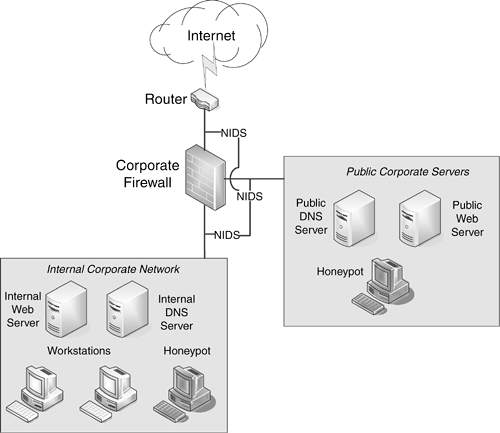 Internet
Router
NIDS
Corporate
Firewall
NIDS
NIDS
Public Corporate Servers
Public
DNS
Server
Public
Web
Server
Honeypot
Internal Corporate Network
Internal
Web
Server
Internal
DNS
Server
Workstations
Honeypot